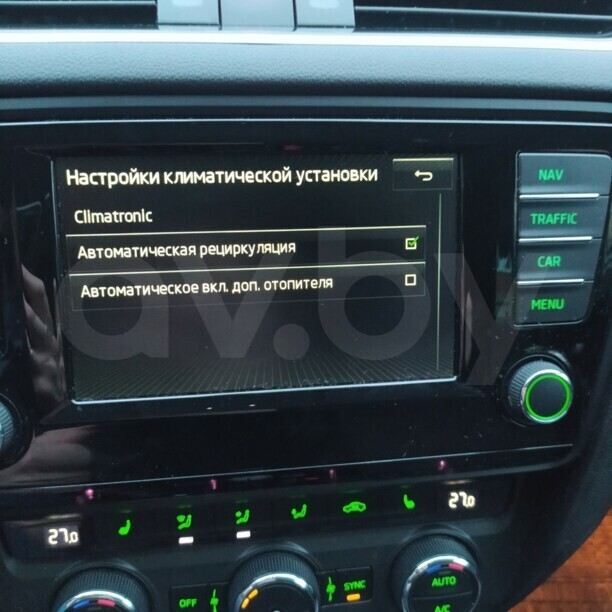 Настройки климатической установки
Climatronic
Автоматическая рециркуляция
Автоматическое вкл. доп. отопителя
NAV
TRAFFIC
CAR
MENU
av.by
27.0
27.0
OFF
SYNC
AUTO
A/C